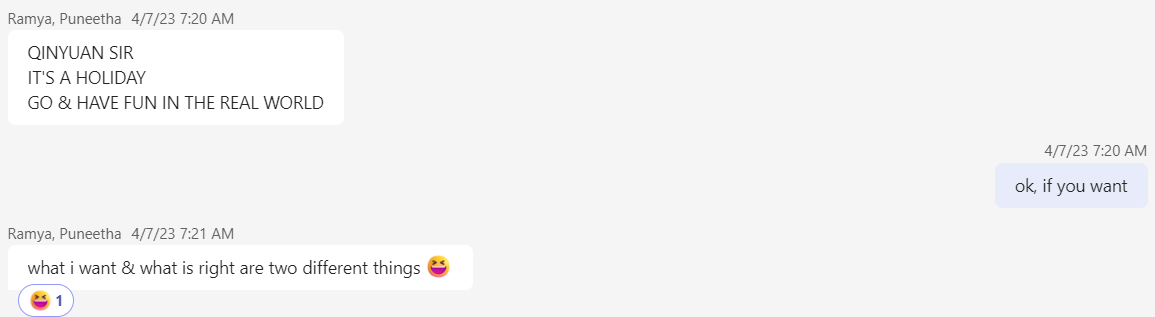 Ramya, Puneetha 4/7/23 7:20 AM
QINYUAN SIR
IT'S A HOLIDAY
GO & HAVE FUN IN THE REAL WORLD
4/7/23 7:20 AM
ok, if you want
Ramya, Puneetha 4/7/23 7:21 AM
what i want & what is right are two different things 😆
😆 1